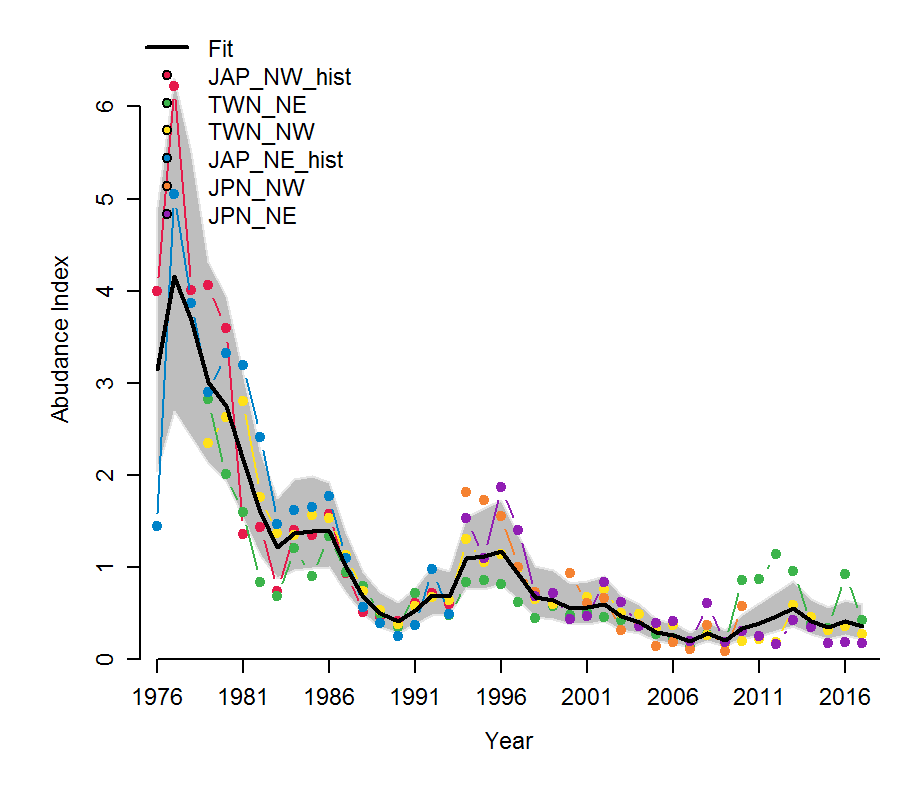 Fit
JAP_NW_hist
TWN_NE
TWN_NW
JAP_NE_hist
JPN_NW
JPN_NE
Abudance Index
6
5
4
3
2
1
0
1976 1981 1986 1991 1996 2001 2006 2011 2016
Year